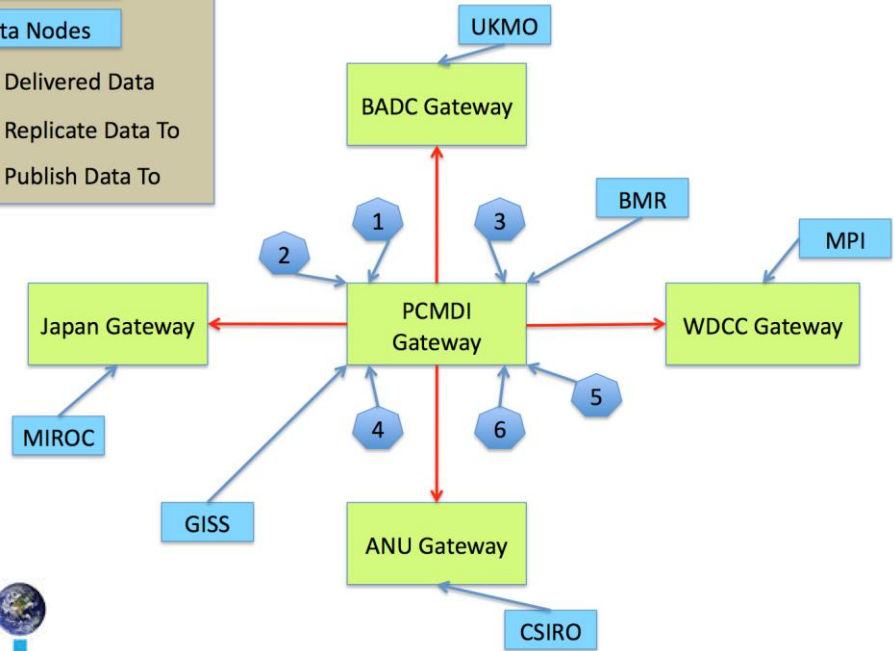 ta Nodes
Delivered Data
Replicate Data To
Publish Data To
UKMO
BADC Gateway
BMR
1
3
2
MPI
Japan Gateway
PCMDI
Gateway
WDCC Gateway
5
4
6
MIROC
GISS
ANU Gateway
CSIRO